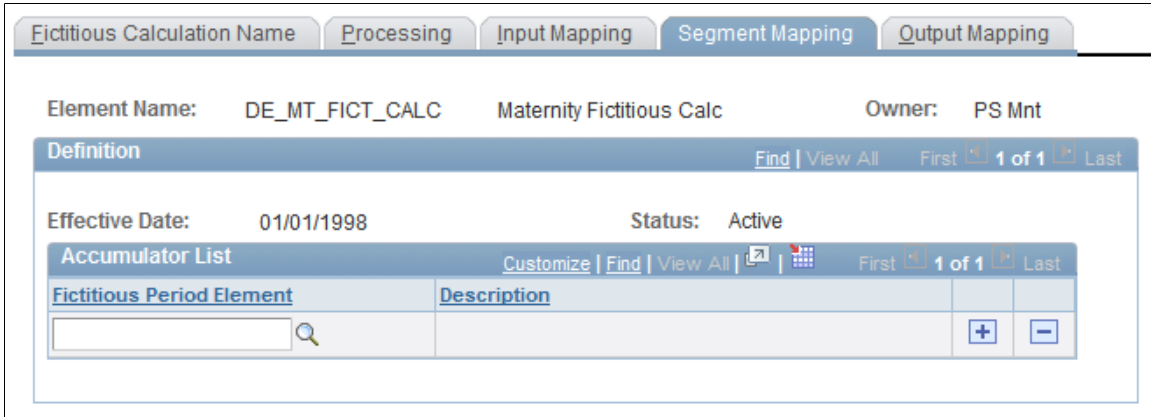 Fictitious Calculation Name Processing Input Mapping Segment Mapping Output Mapping
Element Name: DE_MT_FICT_CALC Maternity Fictitious Calc Owner: PS Mnt
Definition Find | View All First 1 of 1 Last
Effective Date: 01/01/1998 Status: Active
Accumulator List Customize | Find | View All | | First 1 of 1 Last
Fictitious Period Element Description